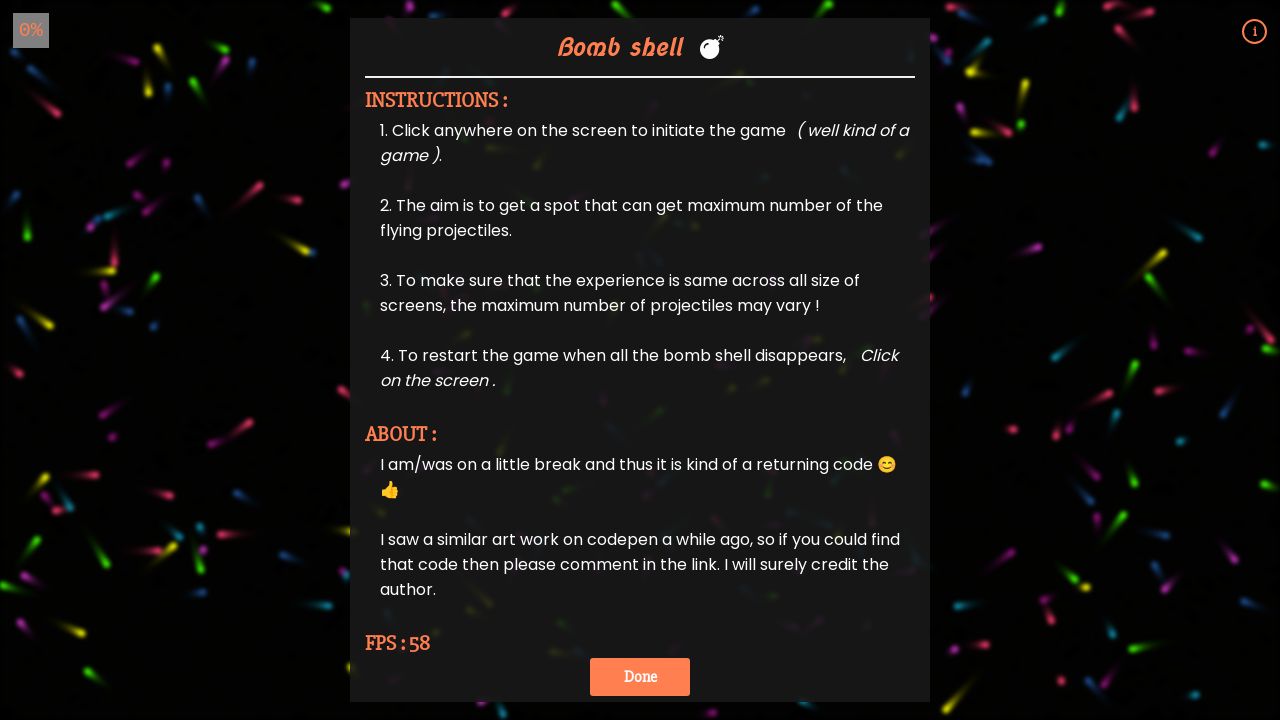 0%
i
Bomb shell 💣
INSTRUCTIONS :
1. Click anywhere on the screen to initiate the game ( well kind of a
game ).
2. The aim is to get a spot that can get maximum number of the
flying projectiles.
3. To make sure that the experience is same across all size of
screens, the maximum number of projectiles may vary !
4. To restart the game when all the bomb shell disappears, Click
on the screen .
ABOUT :
I am/was on a little break and thus it is kind of a returning code 😊
👍
I saw a similar art work on codepen a while ago, so if you could find
that code then please comment in the link. I will surely credit the
author.
FPS : 58
Done